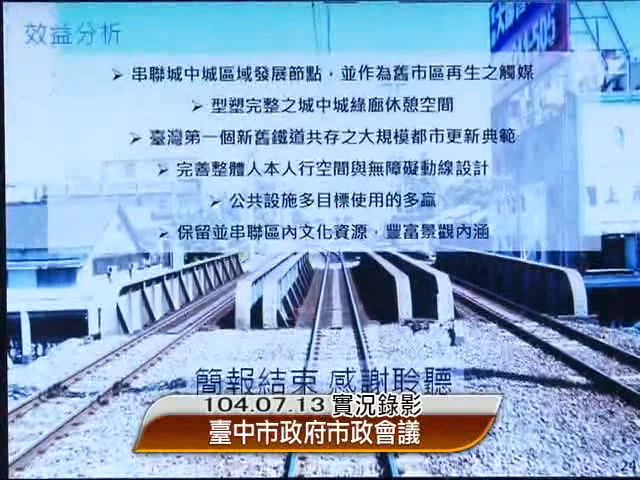 效益分析
➢ 串聯城中城區域發展節點，並作為舊市區再生之觸媒
➢ 型塑完整之城中城綠廊休憩空間
➢ 臺灣第一個新舊鐵道共存之大規模都市更新典範
➢ 完善整體人本人行空間與無障礙動線設計
➢ 公共設施多目標使用的多贏
➢ 保留並串聯區內文化資源，豐富景觀內涵
簡報結束 感謝聆聽
104.07.13 實況錄影
臺中市政府市政會議